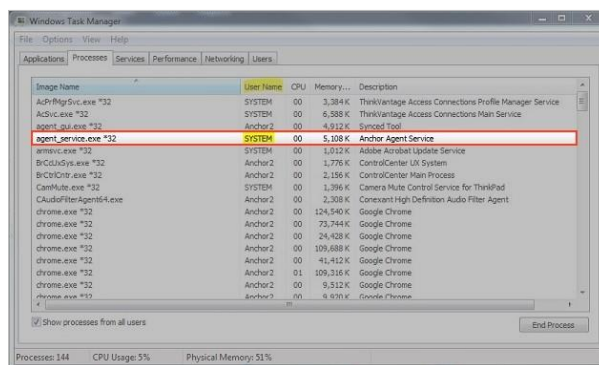 Windows Task Manager
File Options View Help
Applications Processes Services Performance Networking Users
Image Name User Name CPU Memory... Description
AcPrfMgrSvc.exe *32 SYSTEM 00 3,384 K ThinkVantage Access Connections Profile Manager Service
AcSvc.exe *32 SYSTEM 00 6,588 K ThinkVantage Access Connections Main Service
agent_gui.exe *32 Anchor2 00 4,912 K Synced Tool
agent_service.exe *32 SYSTEM 00 5,108 K Anchor Agent Service
armsvc.exe *32 SYSTEM 00 1,012 K Adobe Acrobat Update Service
BrCcUxSys.exe *32 Anchor2 00 1,776 K ControlCenter UX System
BrCtrlCntr.exe *32 Anchor2 00 2,156 K ControlCenter Main Process
CamMute.exe *32 SYSTEM 00 1,396 K Camera Mute Control Service for ThinkPad
CAudioFilterAgent64.exe Anchor2 00 2,308 K Conexant High Definition Audio Filter Agent
chrome.exe *32 Anchor2 00 124,540 K Google Chrome
chrome.exe *32 Anchor2 00 73,744 K Google Chrome
chrome.exe *32 Anchor2 00 24,428 K Google Chrome
chrome.exe *32 Anchor2 00 109,688 K Google Chrome
chrome.exe *32 Anchor2 00 41,412 K Google Chrome
chrome.exe *32 Anchor2 01 109,316 K Google Chrome
chrome.exe *32 Anchor2 00 9,512 K Google Chrome
chrome.exe *32 Anchor2 00 9,920 K Google Chrome
Show processes from all users End Process
Processes: 144 CPU Usage: 5% Physical Memory: 51%